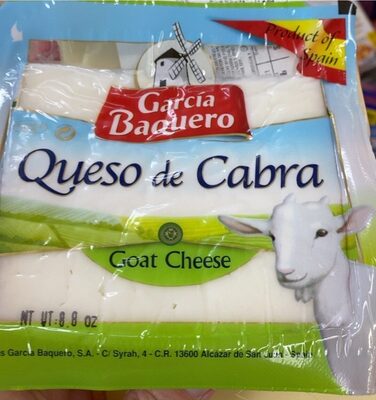 Product of
Spain
García
Baquero
Queso de Cabra
Goat Cheese
NT WT:8.8 OZ
García Baquero, S.A. - C/ Syrah, 4 - C.R. 13600 Alcázar de San Juan - Spain